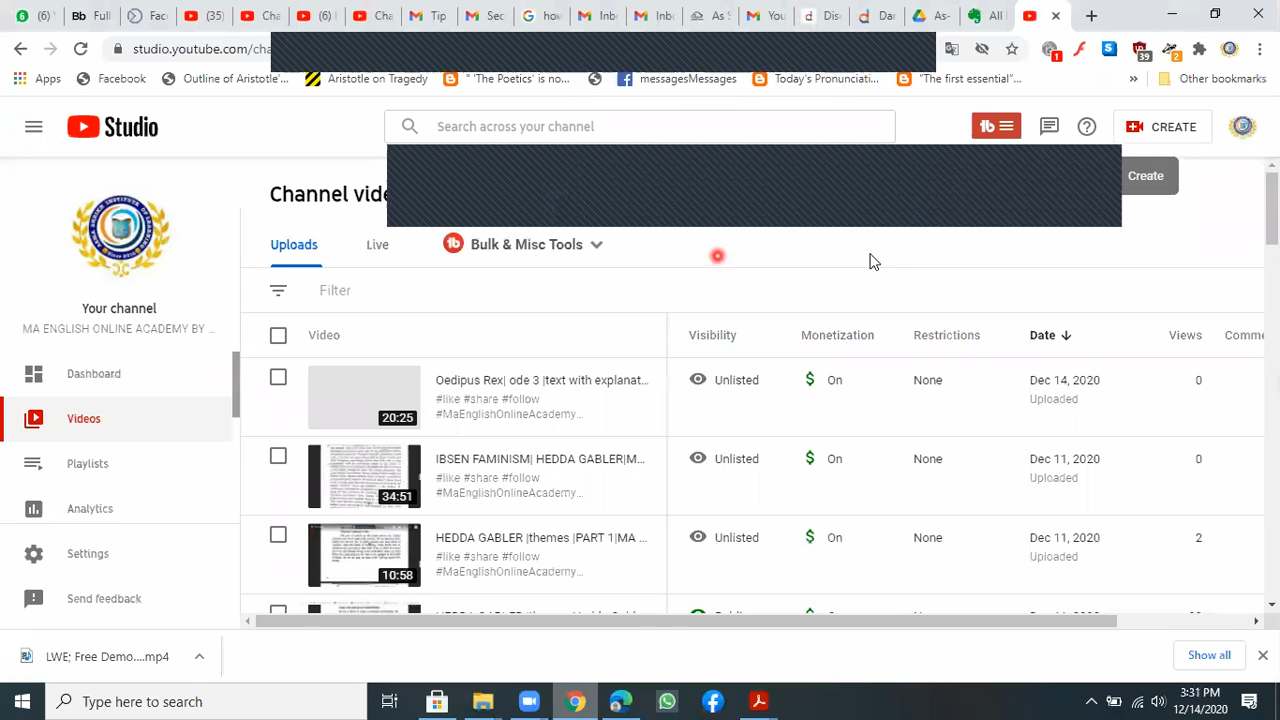 (6)
Bc
Full
(35)
Cha
Tip
Sec
how
Inb
Inb
As S
You
Disc
Dar
Ali
studio.youtube.com/cha
Apps
Facebook
Outline of Aristotle'...
Aristotle on Tragedy
" 'The Poetics' is no...
messagesMessages
Today's Pronunciati...
"The first essential"...
»
Other bookmarks
Studio
Search across your channel
CREATE
Create
Channel vide
Uploads
Live
Bulk & Misc Tools
Filter
Your channel
MA ENGLISH ONLINE ACADEMY BY ...
Dashboard
Videos
Analytics
Settings
Send feedback
Video
Visibility
Monetization
Restrictions
Date
Views
Comme
Oedipus Rex| ode 3 |text with explanat...
#like #share #follow
#MaEnglishOnlineAcademy...
20:25
Unlisted
On
None
Dec 14, 2020
Uploaded
0
IBSEN FAMINISM| HEDDA GABLER|M...
#like #share #follow
#MaEnglishOnlineAcademy...
34:51
Unlisted
On
None
2020
Uploaded
0
HEDDA GABLER |themes |PART 1|MA...
#like #share #follow
#MaEnglishOnlineAcademy...
10:58
Unlisted
On
None
2020
Uploaded
2
LWE; Free Demo....mp4
Show all
Type here to search
3:31 PM
12/14/2020